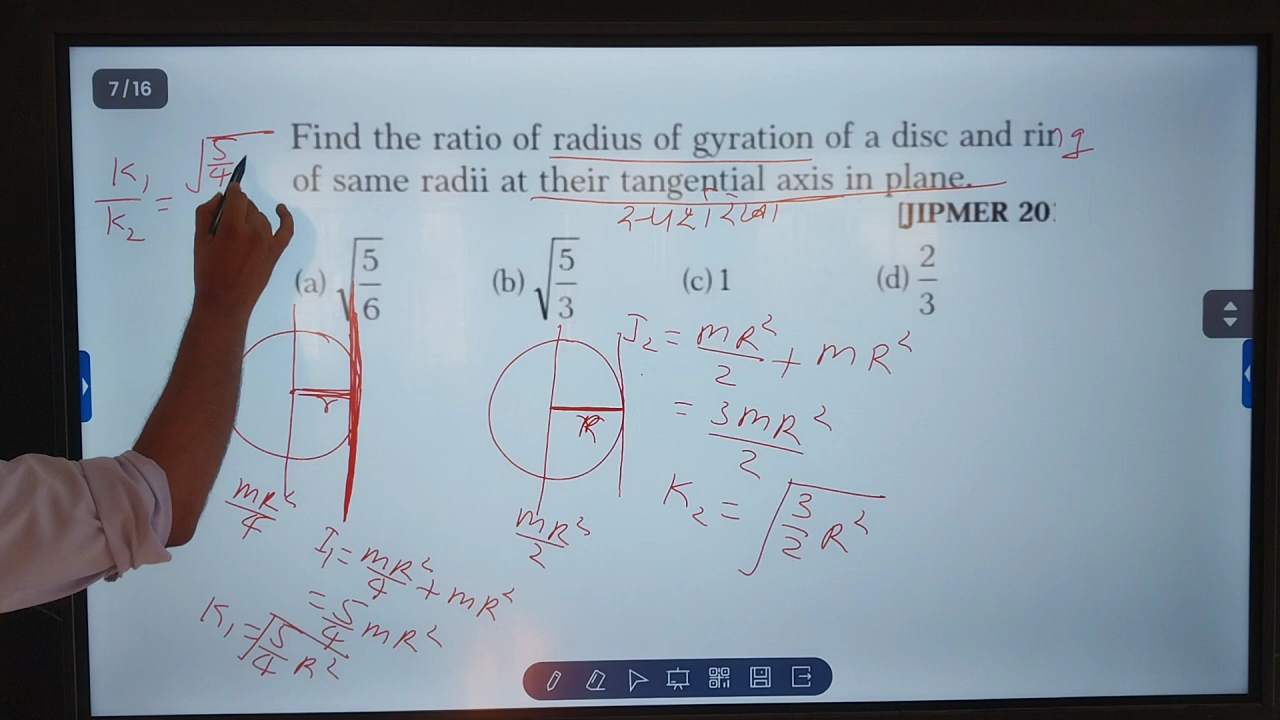 7/16
Find the ratio of radius of gyration of a disc and ring
of same radii at their tangential axis in plane.
[JIPMER 20
K₁/K₂ = √5/4
(a) √5/6 (b) √5/3 (c) 1 (d) 2/3
r
mR²/4
I₁ = mR²/4 + mR²
= 5/4 mR²
K₁ = √5/4 R²
R
mR²/2
I₂ = mR²/2 + mR²
= 3mR²/2
K₂ = √3/2 R²